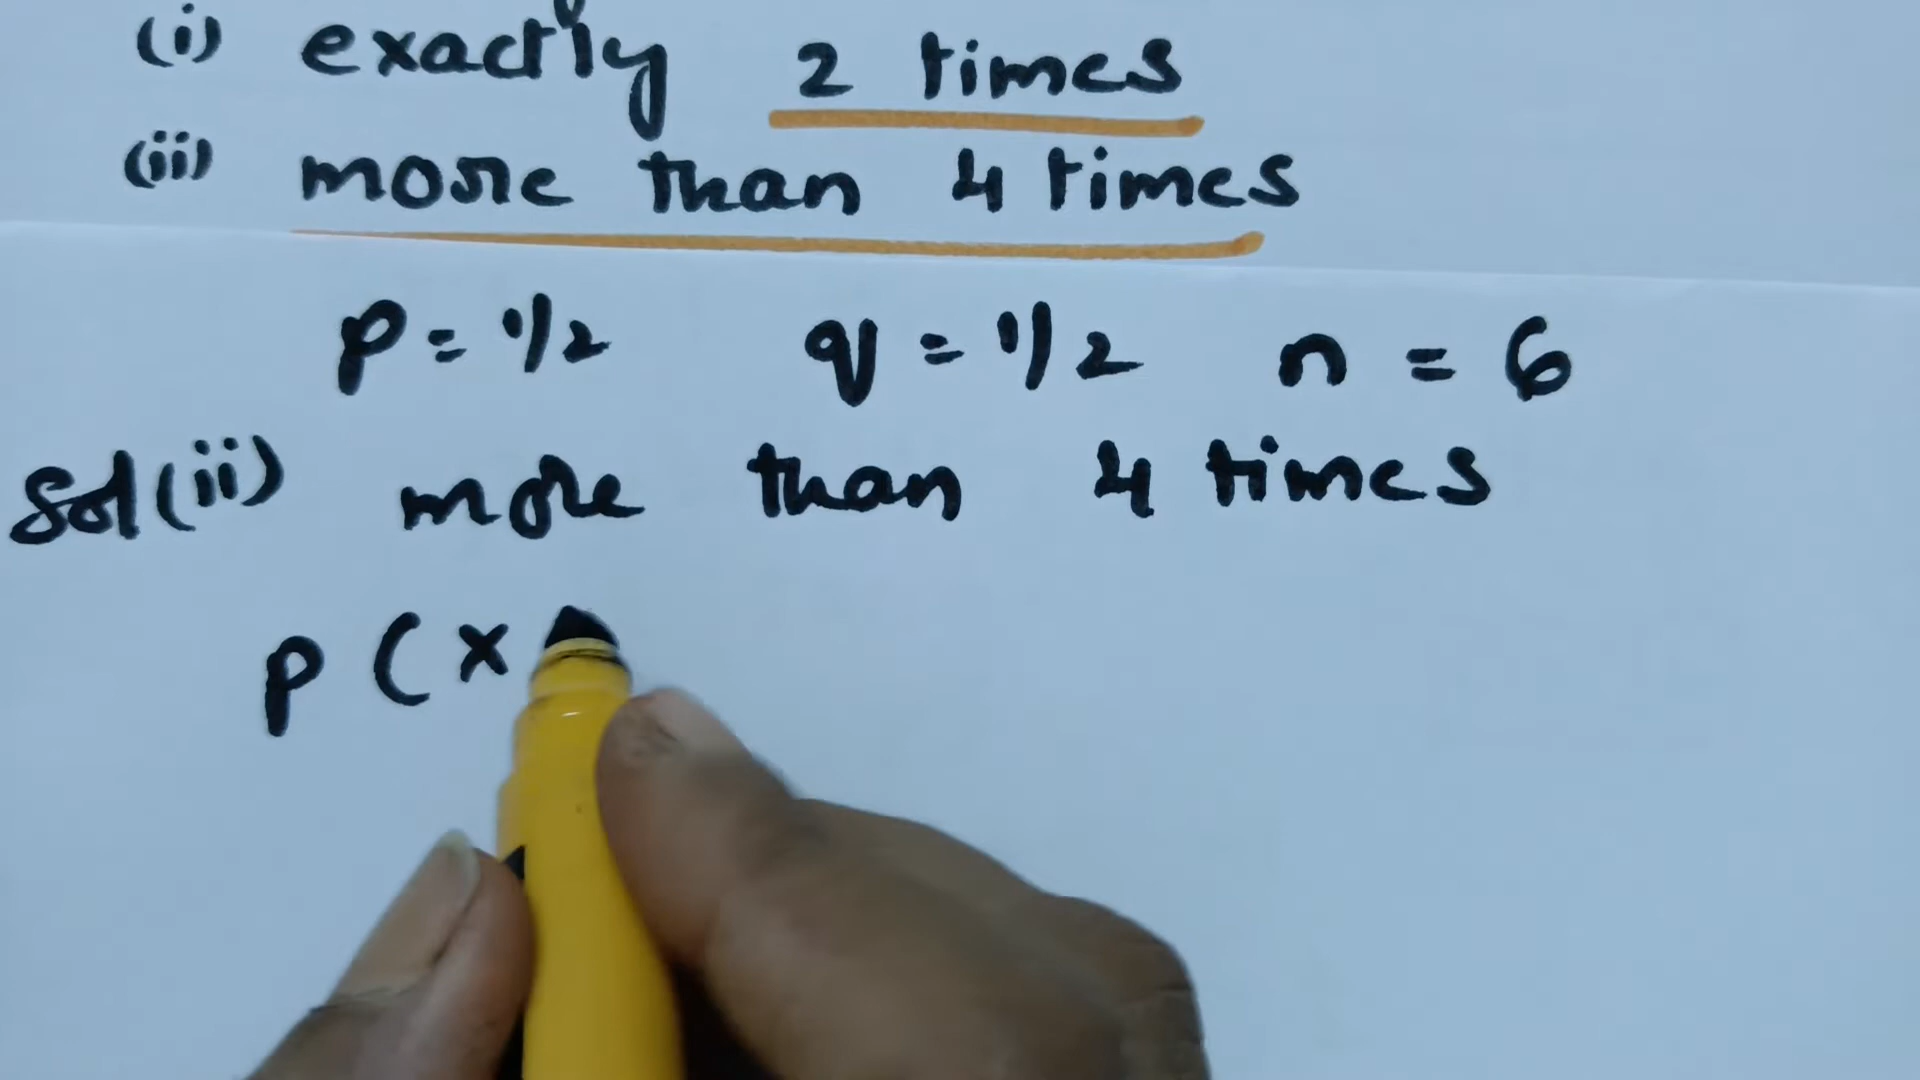 (i) exactly 2 times
(ii) more than 4 times
p = 1/2 q = 1/2 n = 6
Sol (ii) more than 4 times
P (x